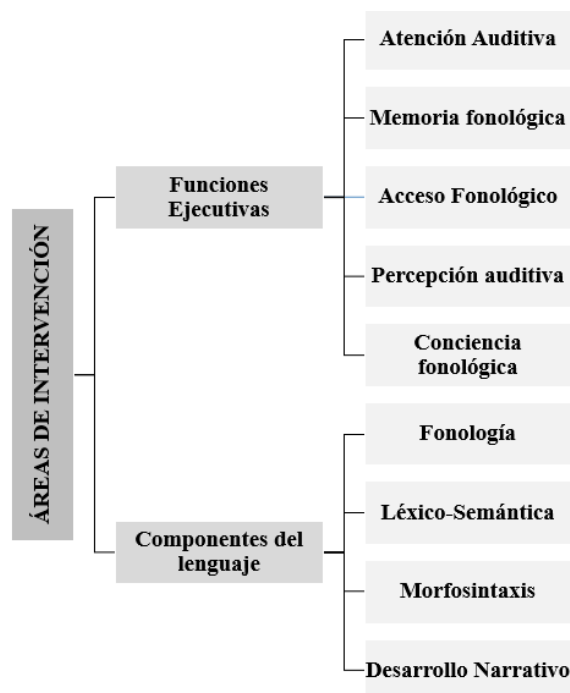 ÁREAS DE INTERVENCIÓN
Funciones
Ejecutivas
Atención Auditiva
Memoria fonológica
Acceso Fonológico
Percepción auditiva
Conciencia
fonológica
Componentes del
lenguaje
Fonología
Léxico-Semántica
Morfosintaxis
Desarrollo Narrativo